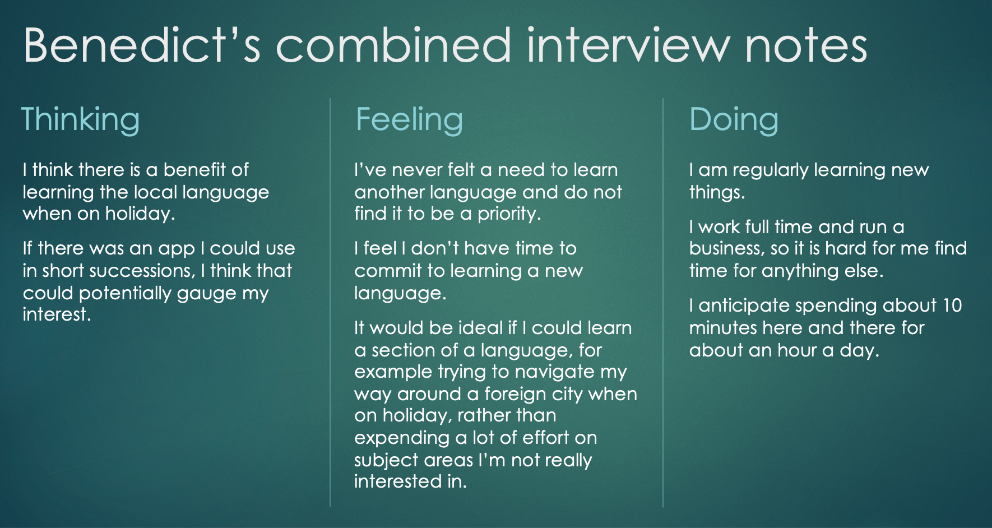 Benedict’s combined interview notes
Thinking
I think there is a benefit of
learning the local language
when on holiday.
If there was an app I could use
in short successions, I think that
could potentially gauge my
interest.
Feeling
I’ve never felt a need to learn
another language and do not
find it to be a priority.
I feel I don’t have time to
commit to learning a new
language.
It would be ideal if I could learn
a section of a language, for
example trying to navigate my
way around a foreign city when
on holiday, rather than
expending a lot of effort on
subject areas I’m not really
interested in.
Doing
I am regularly learning new
things.
I work full time and run a
business, so it is hard for me find
time for anything else.
I anticipate spending about 10
minutes here and there for
about an hour a day.